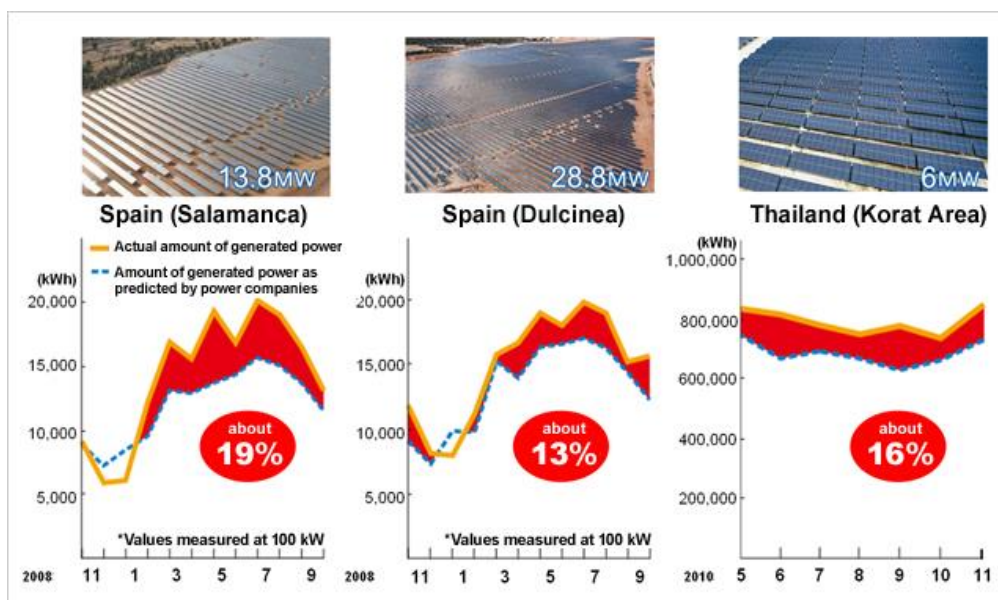 13.8MW
28.8MW
6MW
Spain (Salamanca)
Spain (Dulcinea)
Thailand (Korat Area)
Actual amount of generated power
Amount of generated power as
predicted by power companies
(kWh)
20,000
15,000
10,000
5,000
about
19%
*Values measured at 100 kW
2008 11 1 3 5 7 9
(kWh)
20,000
15,000
10,000
5,000
about
13%
*Values measured at 100 kW
2008 11 1 3 5 7 9
(kWh)
1,000,000
800,000
600,000
400,000
200,000
about
16%
2010 5 6 7 8 9 10 11